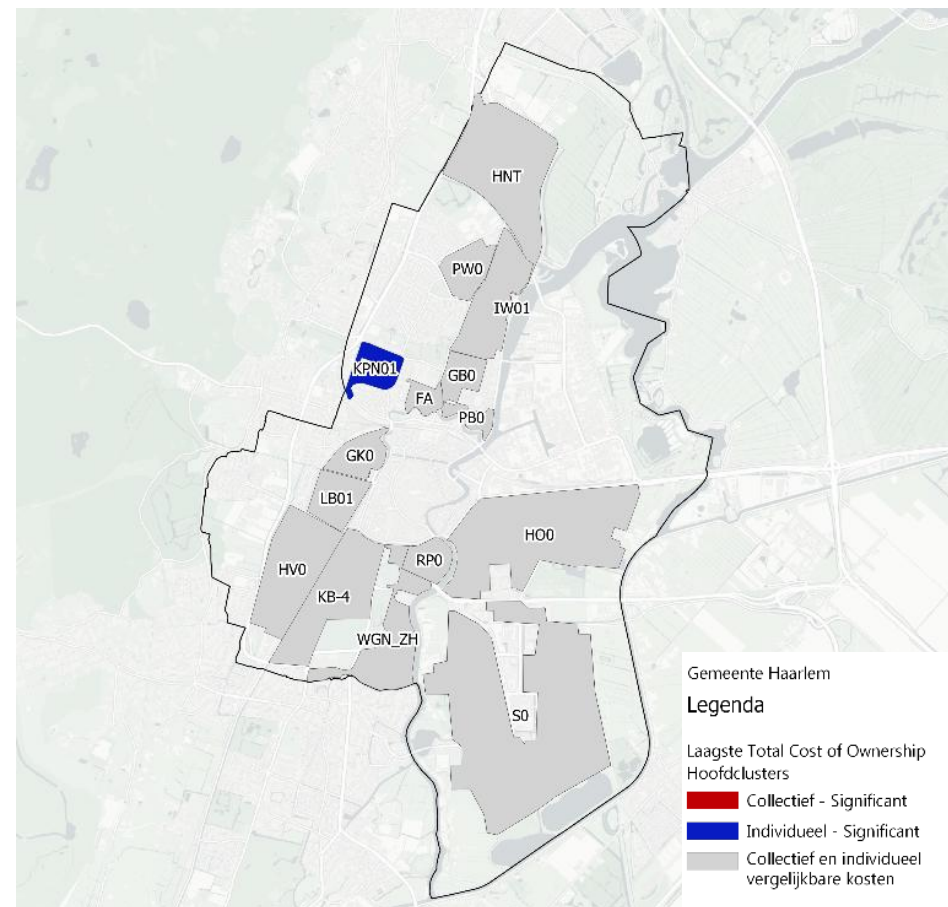 HNT
PW0
IW01
KPN01
GB0
FA
PB0
GK0
LB01
HO0
RP0
HV0
KB-4
WGN_ZH
S0
Gemeente Haarlem
Legenda
Laagste Total Cost of Ownership
Hoofdclusters
Collectief - Significant
Individueel - Significant
Collectief en individueel
vergelijkbare kosten